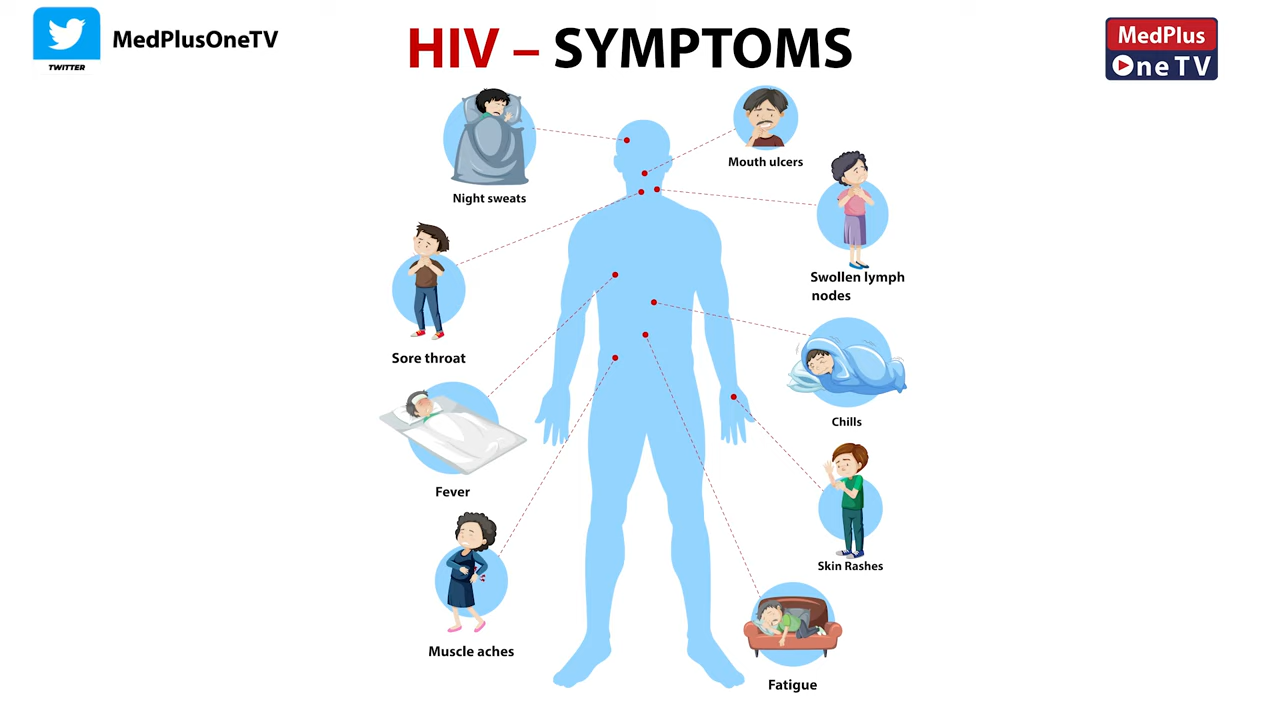 MedPlusOneTV
TWITTER
HIV – SYMPTOMS
MedPlus
OneTV
Night sweats
Mouth ulcers
Swollen lymph
nodes
Sore throat
Chills
Fever
Skin Rashes
Muscle aches
Fatigue